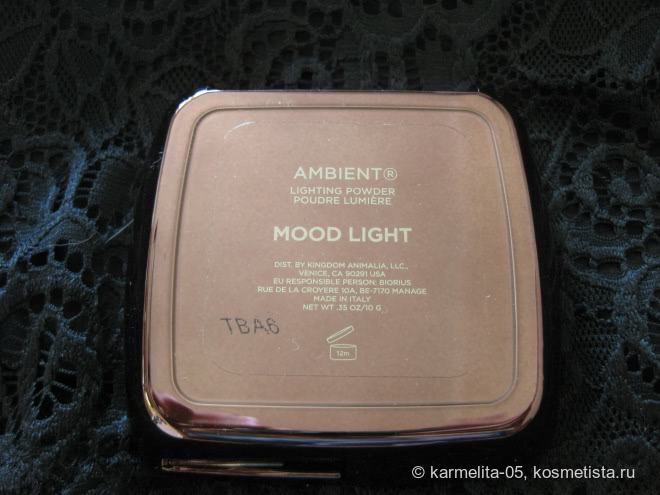 AMBIENT®
LIGHTING POWDER
POUDRE LUMIÈRE
MOOD LIGHT
DIST. BY KINGDOM ANIMALIA, LLC.,
VENICE, CA 90291 USA
EU RESPONSIBLE PERSON: BIORIUS
RUE DE LA CROYERE 10A, BE-7170 MANAGE
MADE IN ITALY
NET WT .35 OZ/10 G
TBA6
12m
© karmelita-05, kosmetista.ru